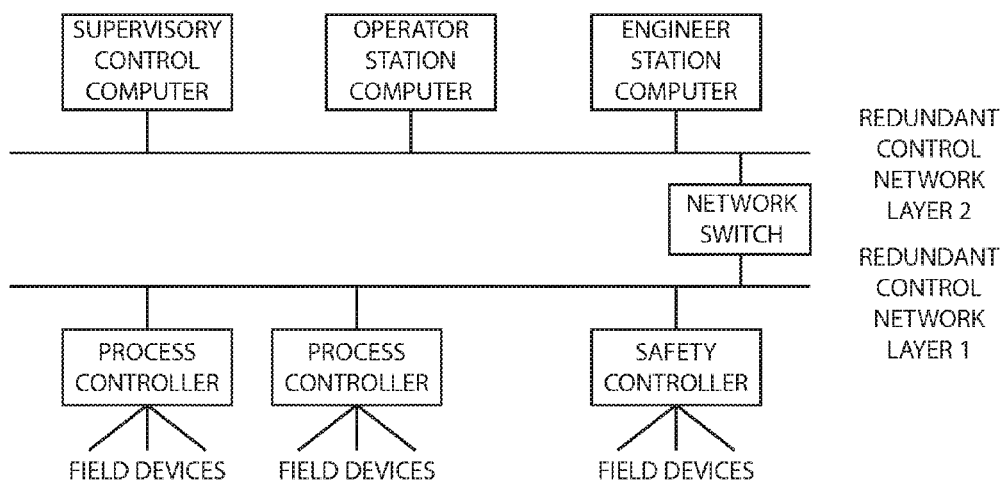 SUPERVISORY
CONTROL
COMPUTER
OPERATOR
STATION
COMPUTER
ENGINEER
STATION
COMPUTER
REDUNDANT
CONTROL
NETWORK
LAYER 2
NETWORK
SWITCH
REDUNDANT
CONTROL
NETWORK
LAYER 1
PROCESS
CONTROLLER
PROCESS
CONTROLLER
SAFETY
CONTROLLER
FIELD DEVICES
FIELD DEVICES
FIELD DEVICES